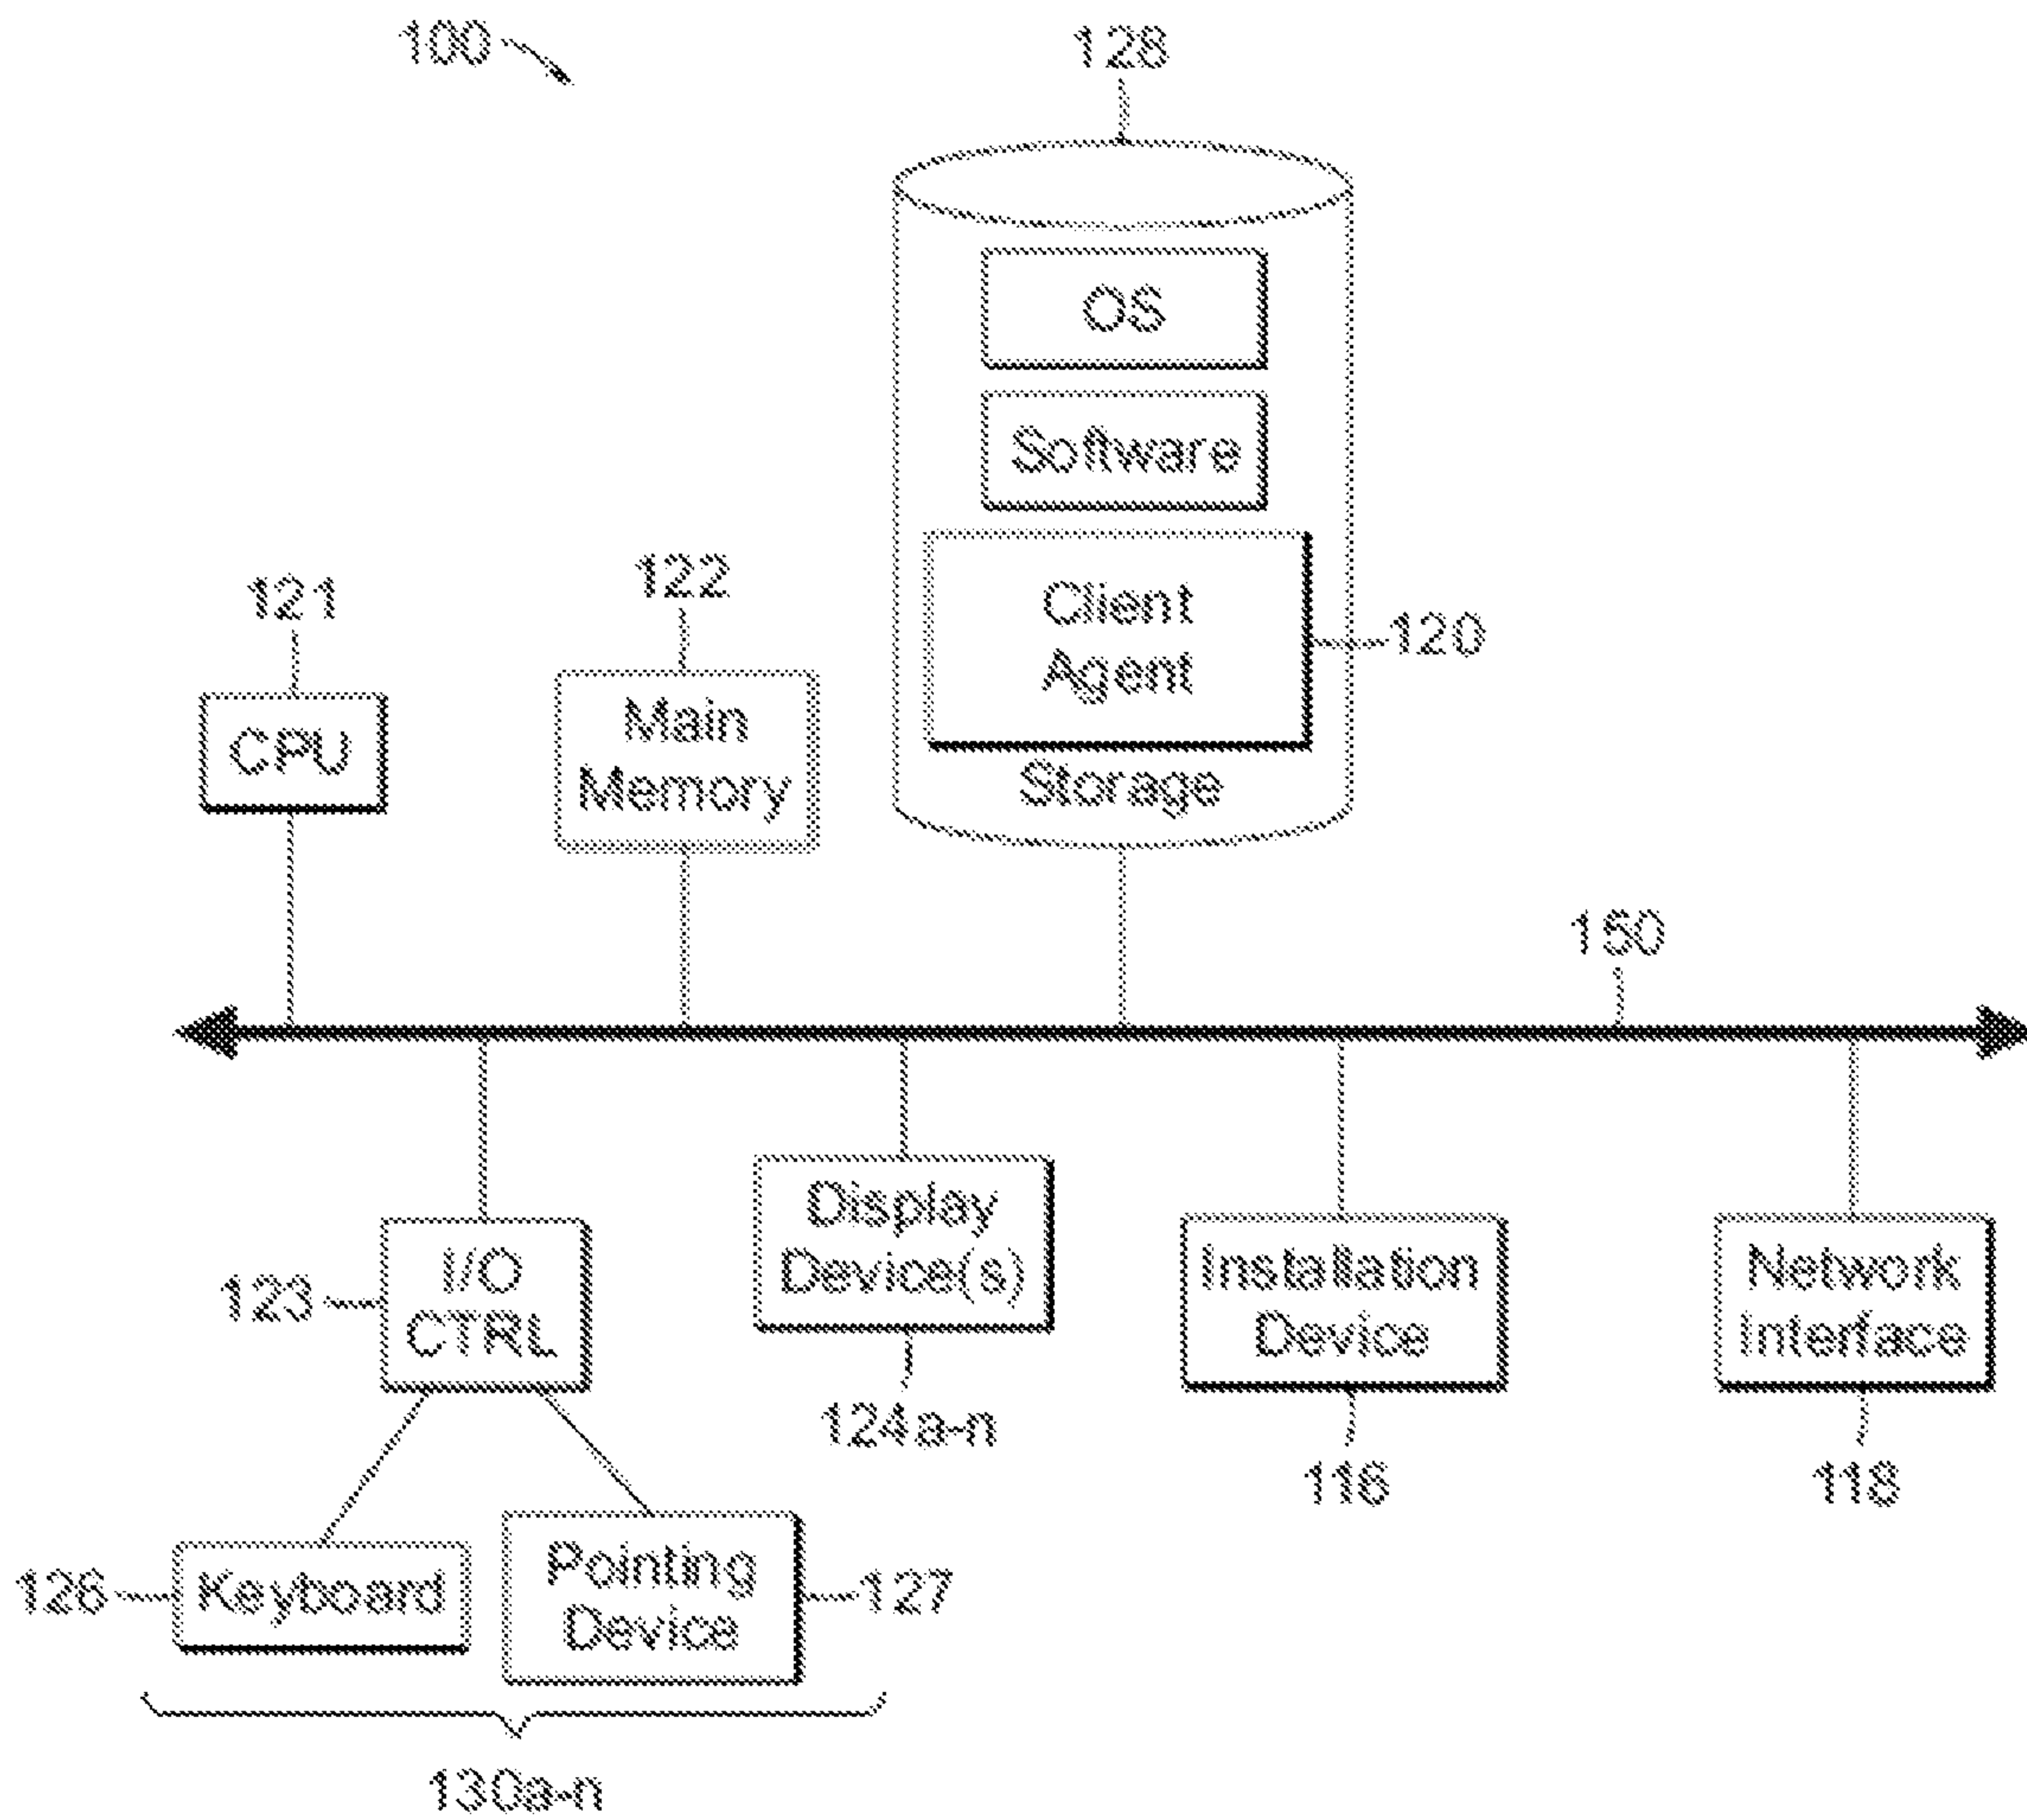 100
128
OS
Software
Client
Agent
120
Storage
121
CPU
122
Main
Memory
150
I/O
CTRL
123
Display
Device(s)
124a-n
Installation
Device
116
Network
Interface
118
126
Keyboard
Pointing
Device
127
130a-n